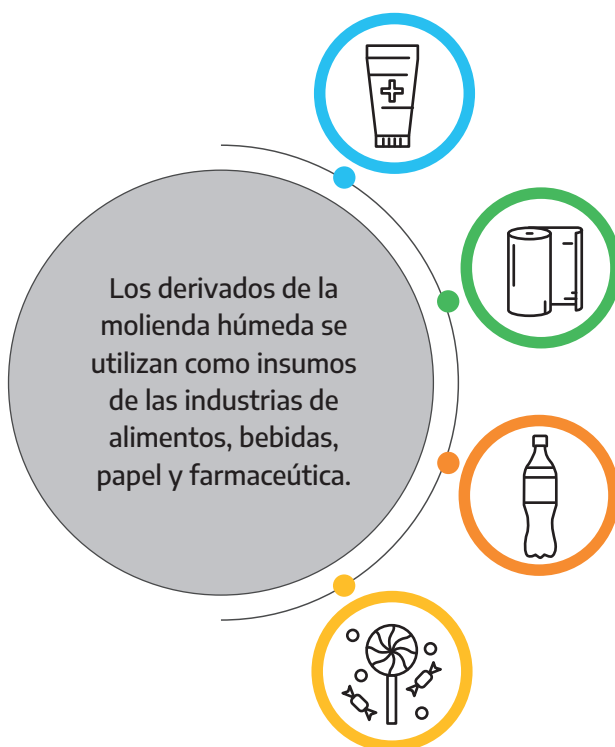 Los derivados de la
molienda húmeda se
utilizan como insumos
de las industrias de
alimentos, bebidas,
papel y farmaceútica.